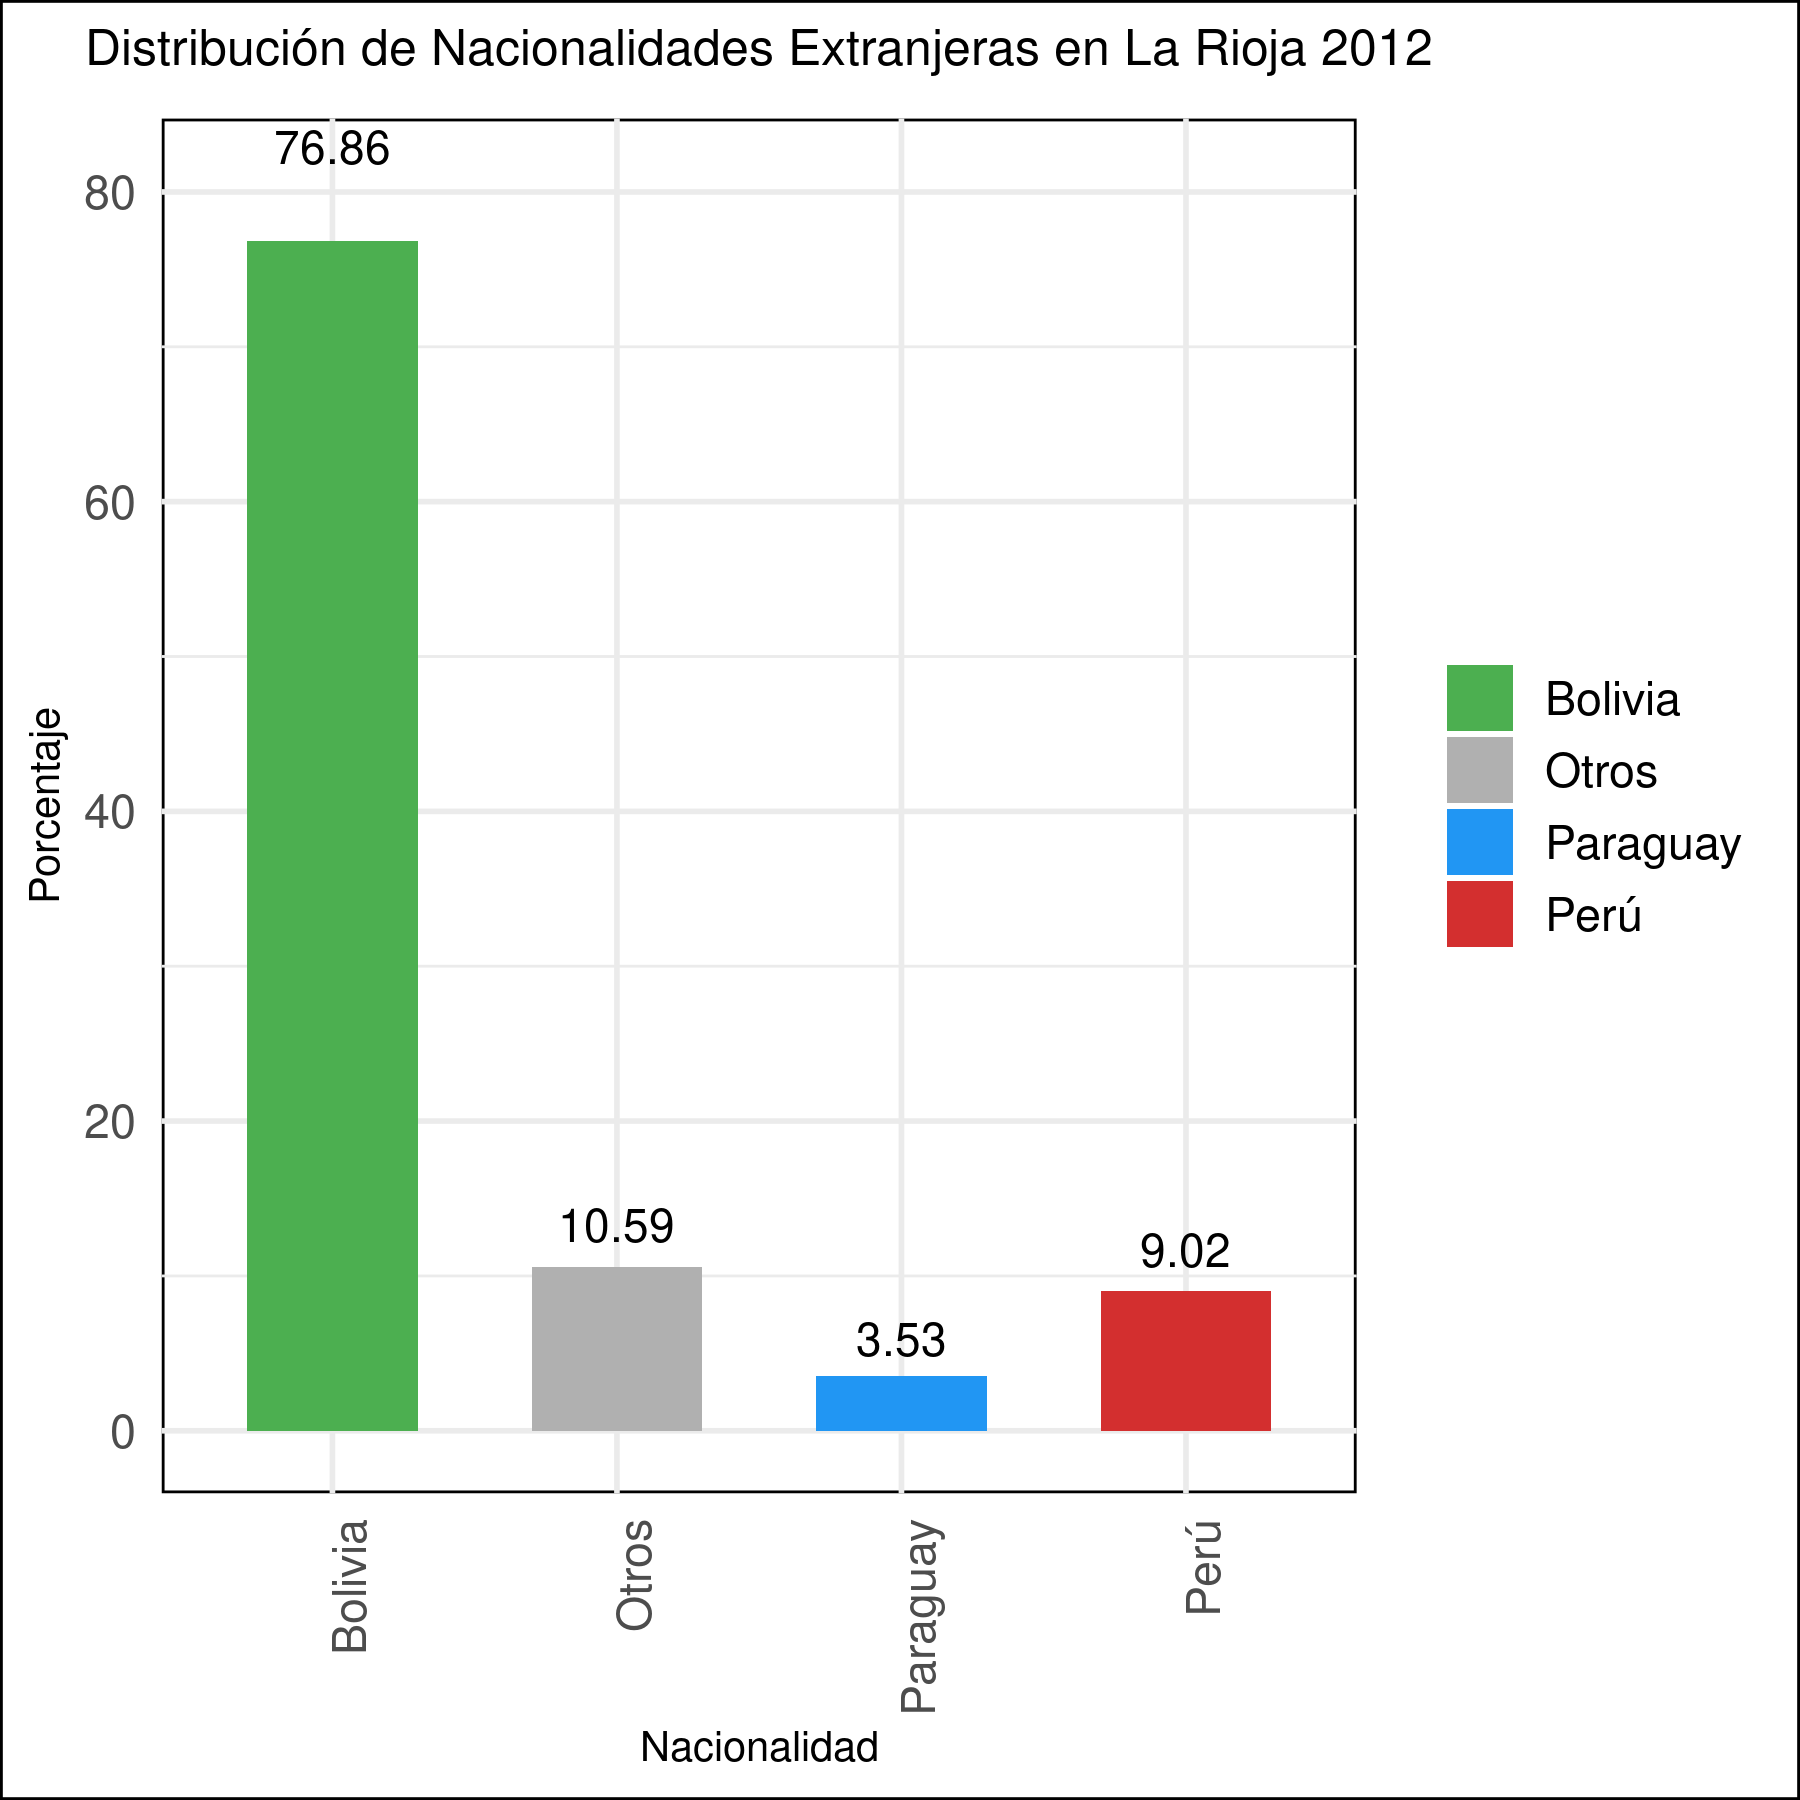 Distribución de Nacionalidades Extranjeras en La Rioja 2012
Porcentaje
80
60
40
20
0
76.86
10.59
3.53
9.02
Bolivia
Otros
Paraguay
Perú
Nacionalidad
Bolivia
Otros
Paraguay
Perú